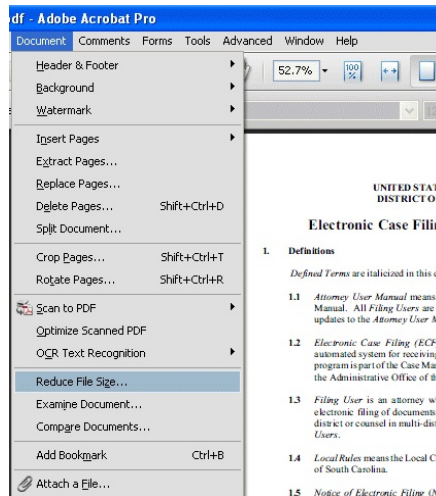 df - Adobe Acrobat Pro
Document Comments Forms Tools Advanced Window Help
52.7%
100
%
Header & Footer
Background
Watermark
Insert Pages
Extract Pages...
Replace Pages...
Delete Pages... Shift+Ctrl+D
Split Document...
Crop Pages... Shift+Ctrl+T
Rotate Pages... Shift+Ctrl+R
Scan to PDF
Optimize Scanned PDF
OCR Text Recognition
Reduce File Size...
Examine Document...
Compare Documents...
Add Bookmark Ctrl+B
Attach a File...
UNITED STAT
DISTRICT O
Electronic Case Filin
1. Definitions
Defined Terms are italicized in this
1.1 Attorney User Manual means
Manual. All Filing Users are
updates to the Attorney User M
1.2 Electronic Case Filing (ECF
automated system for receiving
program is part of the Case Ma
the Administrative Office of th
1.3 Filing User is an attorney w
electronic filing of documents
district or counsel in multi-dist
Users.
1.4 Local Rules means the Local C
of South Carolina.
1.5 Notice of Electronic Filing (N